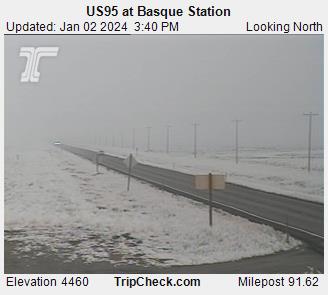 US95 at Basque Station
Updated: Jan 02 2024 3:40 PM Looking North
Elevation 4460 TripCheck.com Milepost 91.62